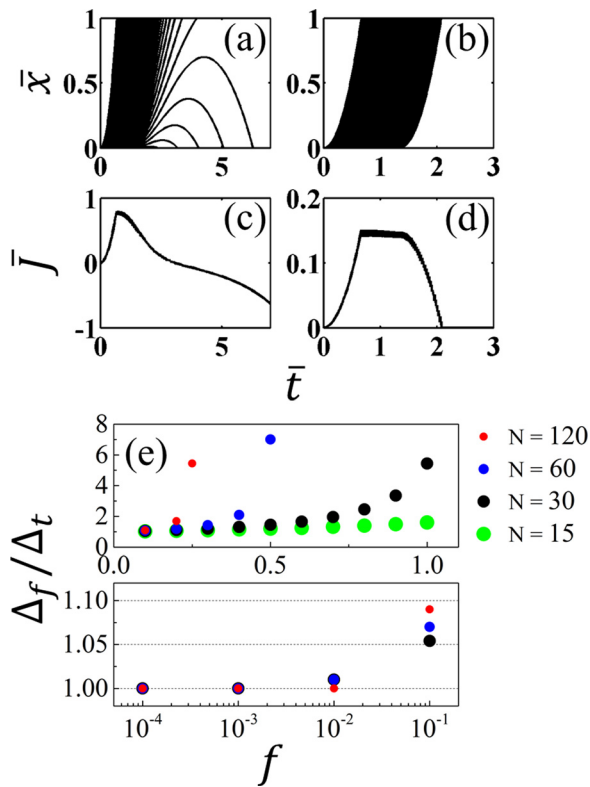 1 (a) 1 (b)
x̄ 0.5 0.5
0 0
0 5 0 1 2 3
1 (c) 0.2 (d)
J̄ 0 0.1
-1 0
0 5 0 1 2 3
t̄
8 (e)
6
4
2
0
0.0 0.5 1.0
N = 120
N = 60
N = 30
N = 15
Δf/Δt
1.10
1.05
1.00
10⁻⁴ 10⁻³ 10⁻² 10⁻¹
f